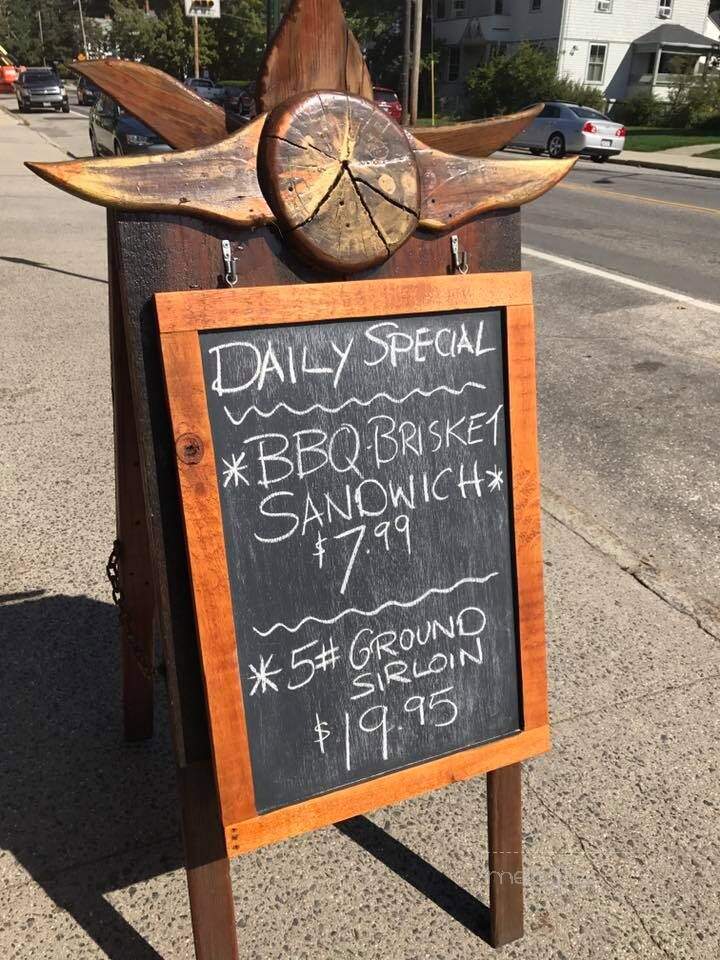 DAILY SPECIAL
*BBQ BRISKET
SANDWICH*
$7.99
*5# GROUND
SIRLOIN
$19.95